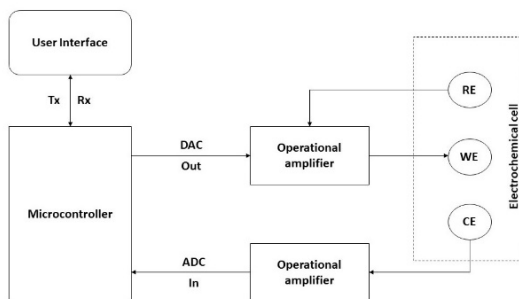 User Interface
Tx Rx
RE
DAC
Out
Operational
amplifier
WE
Microcontroller
CE
ADC
In
Operational
amplifier
Electrochemical cell